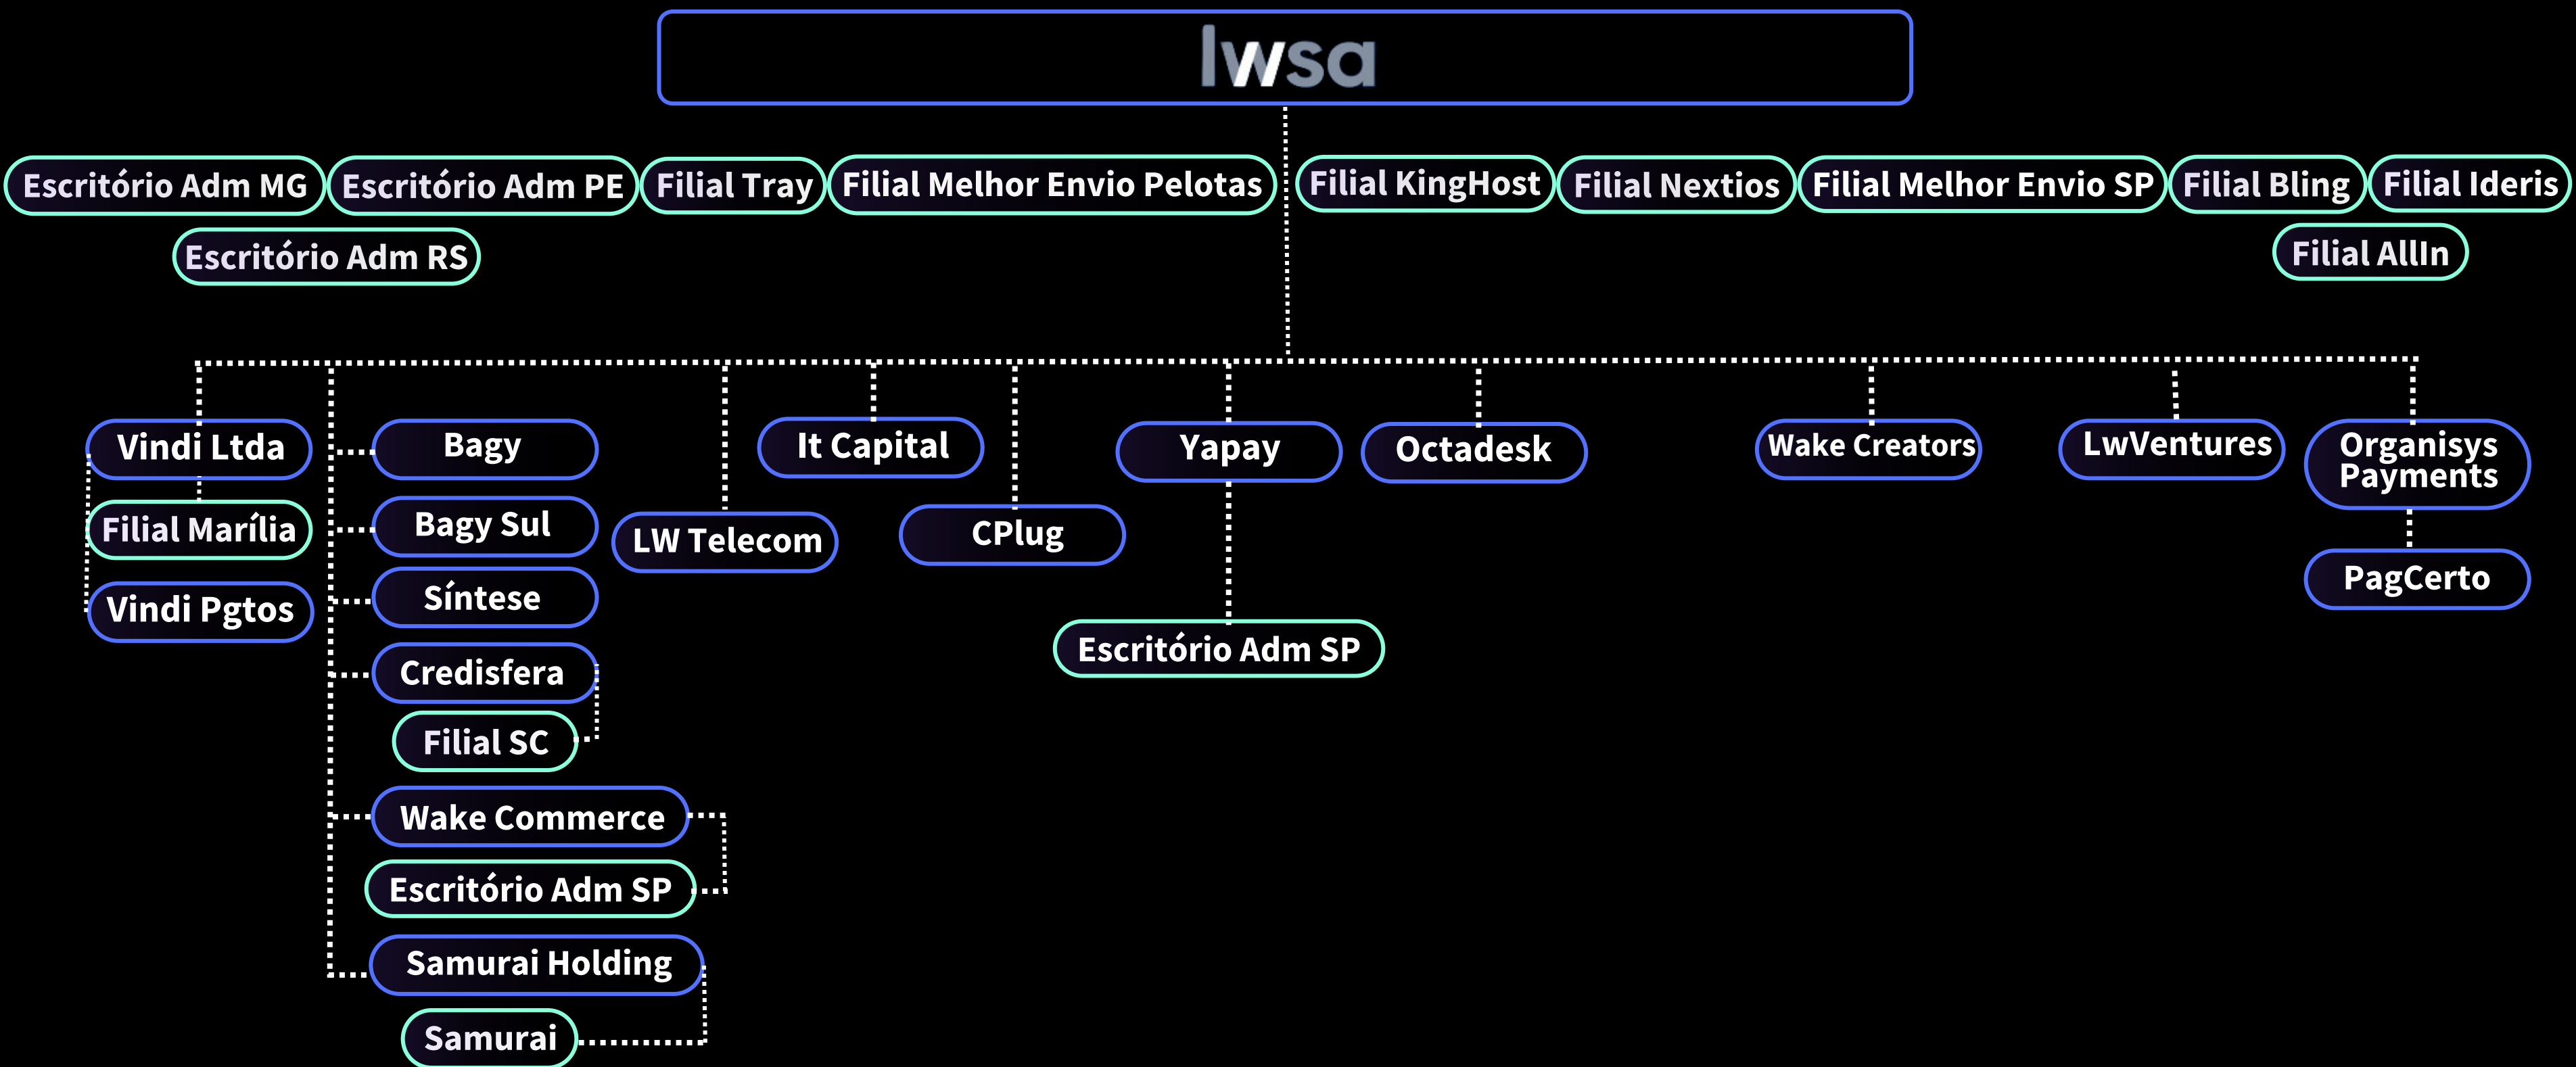 lwsa
Escritório Adm MG
Escritório Adm PE
Filial Tray
Filial Melhor Envio Pelotas
Filial KingHost
Filial Nextios
Filial Melhor Envio SP
Filial Bling
Filial Ideris
Escritório Adm RS
Filial AllIn
Vindi Ltda
Filial Marília
Vindi Pgtos
Bagy
Bagy Sul
Síntese
Credisfera
Filial SC
Wake Commerce
Escritório Adm SP
Samurai Holding
Samurai
LW Telecom
It Capital
CPlug
Yapay
Escritório Adm SP
Octadesk
Wake Creators
LwVentures
Organisys
Payments
PagCerto